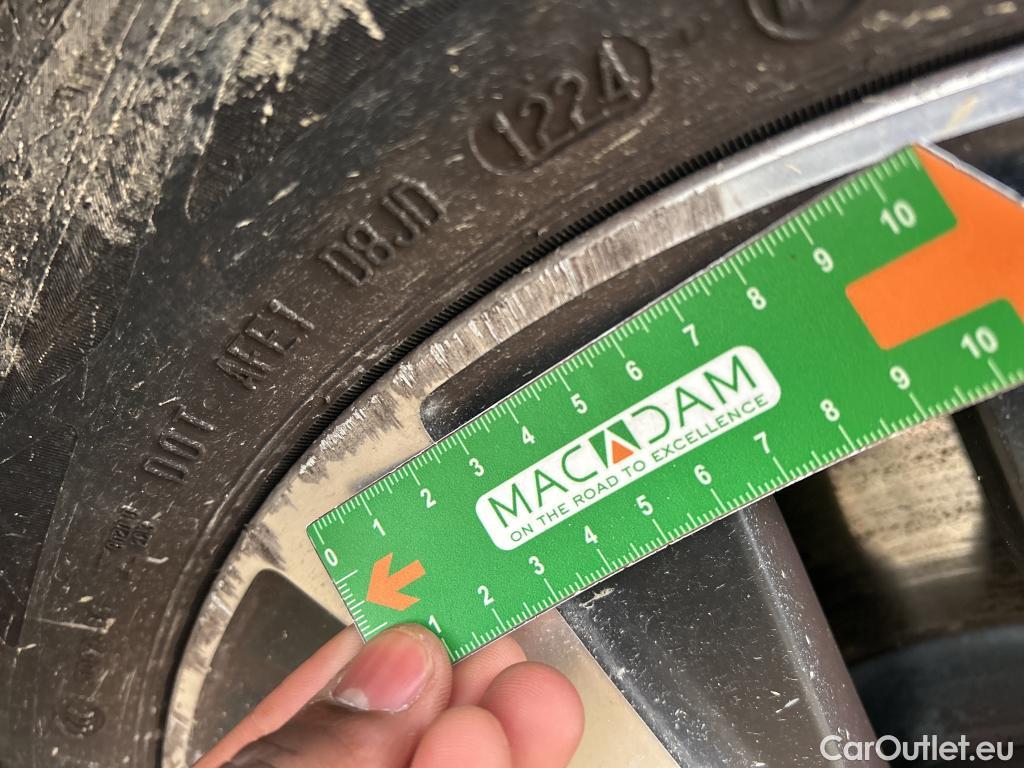 DOT AFE1 D8JD 1224
0 1 2 3 4 5 6 7 8 9 10
MACADAM
ON THE ROAD TO EXCELLENCE
1 2 3 4 5 6 7 8 9 10
CarOutlet.eu